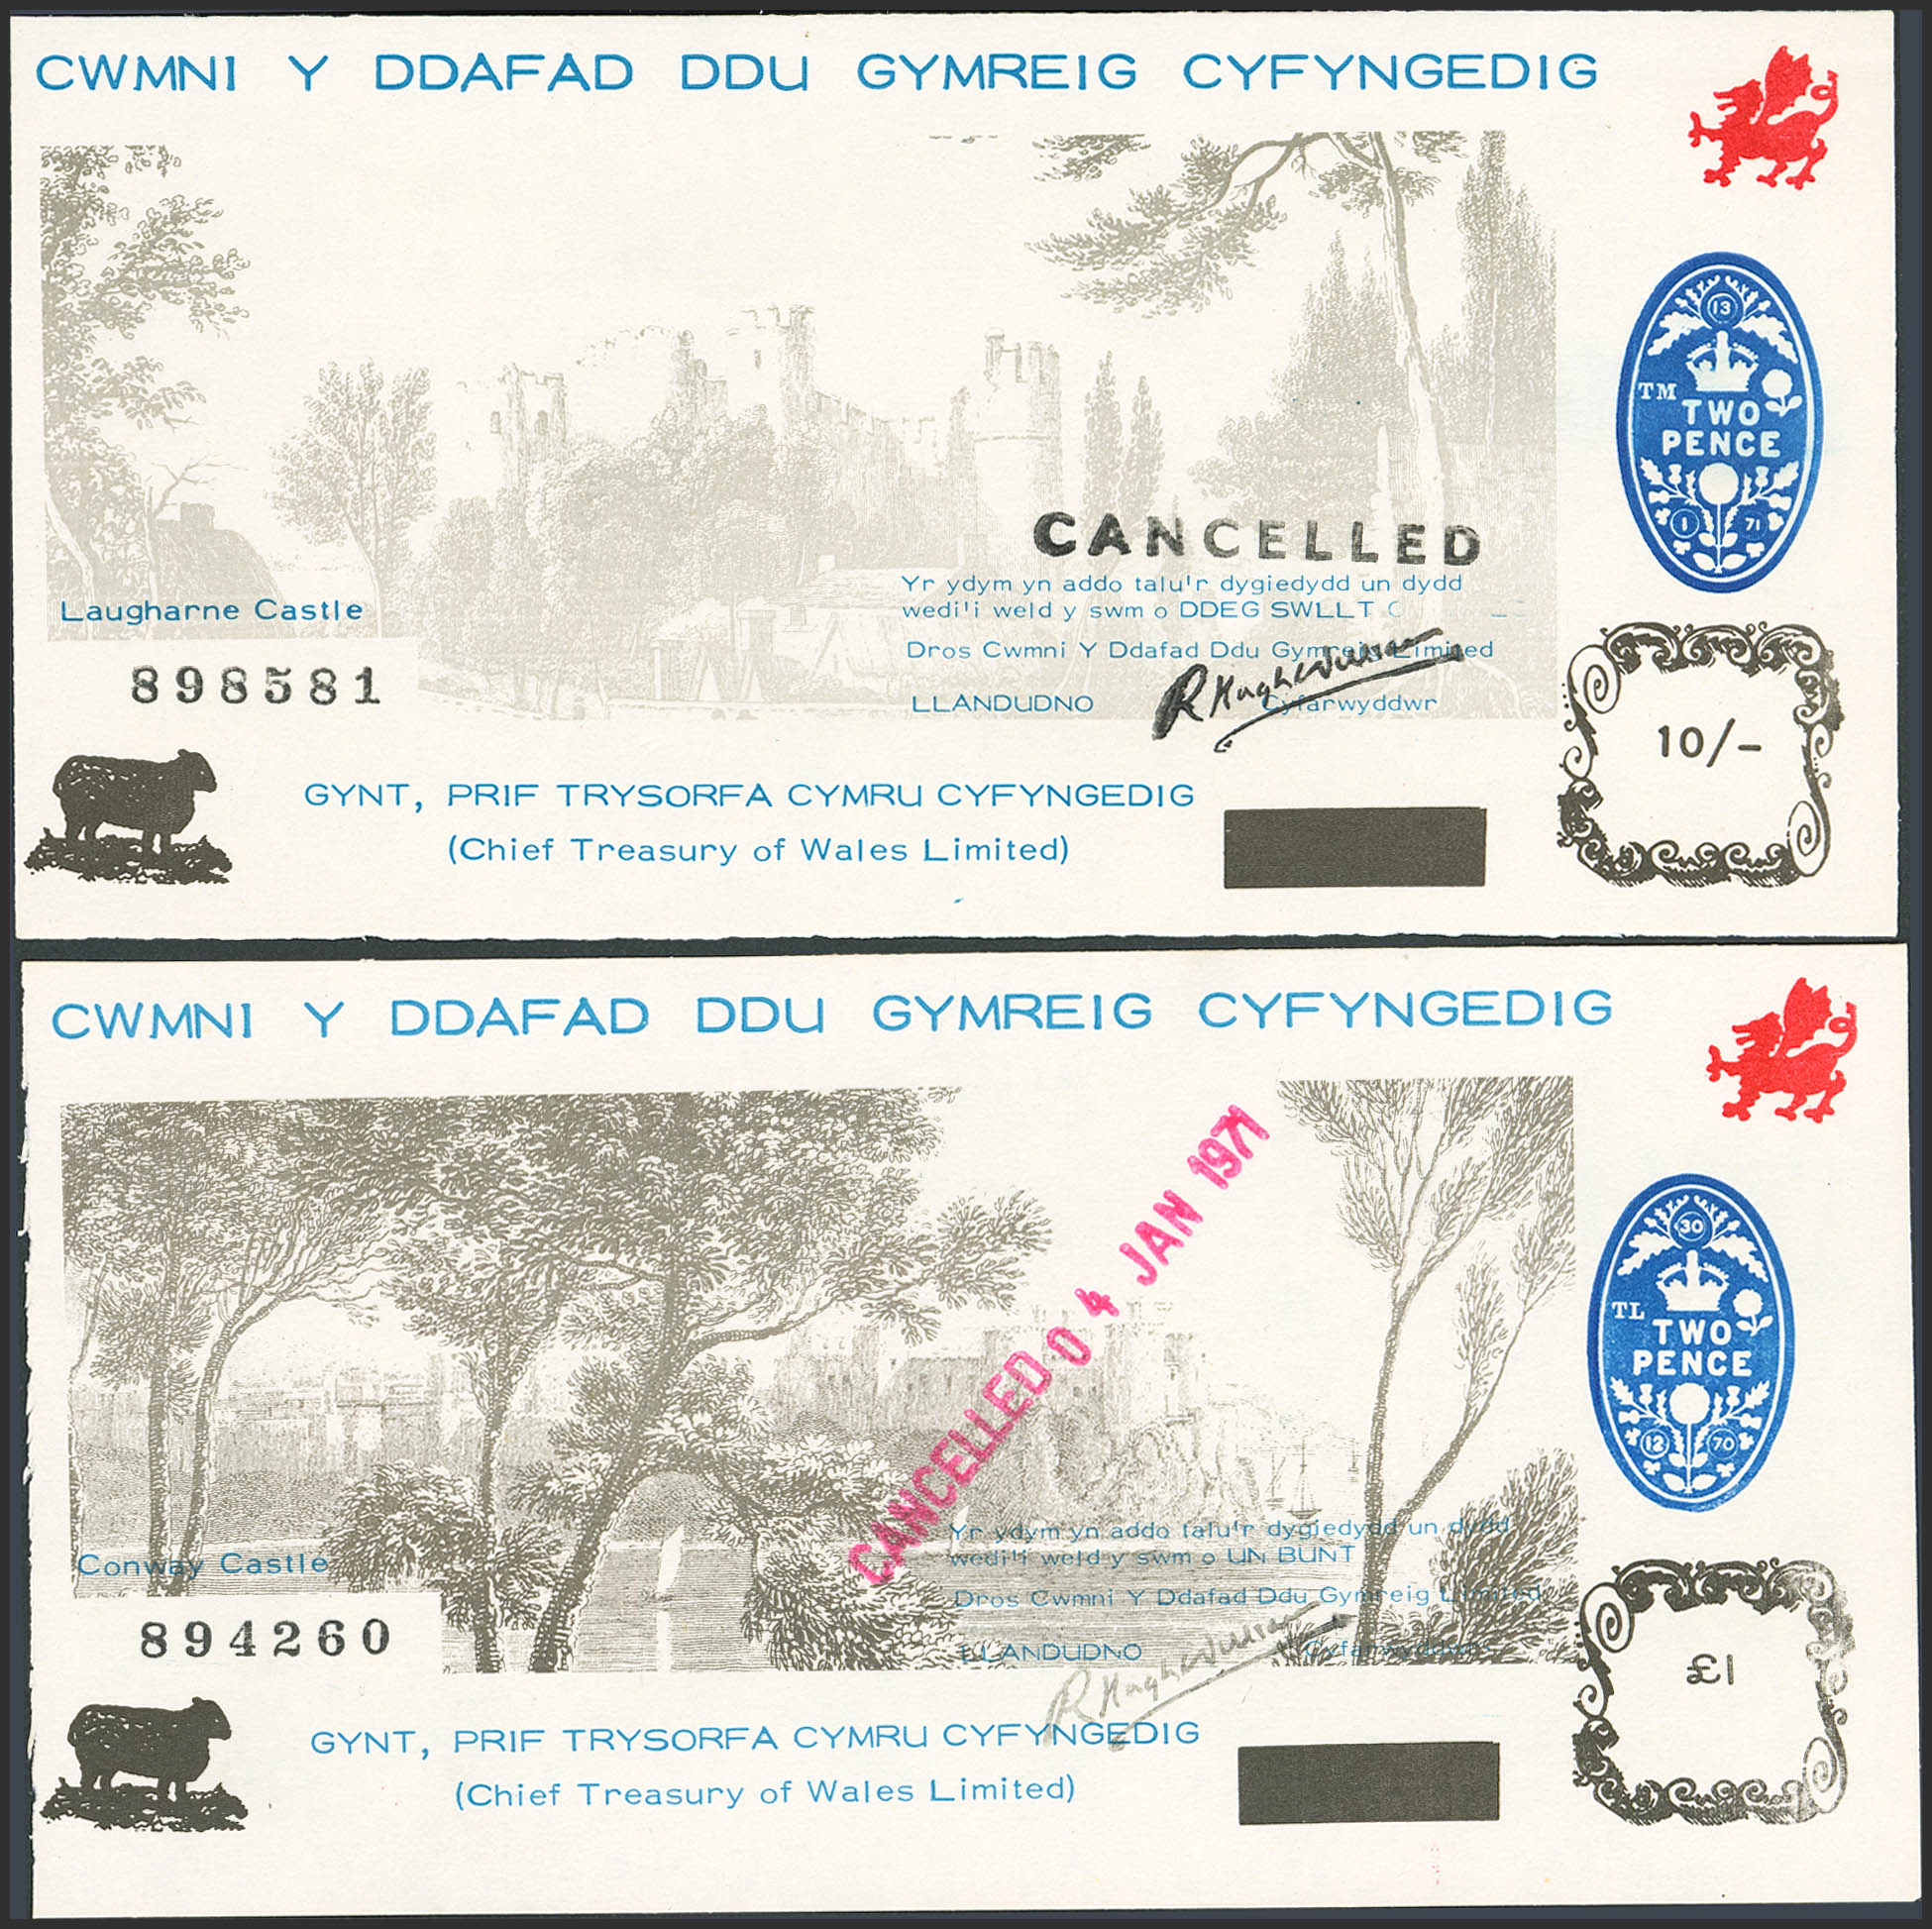 CWMNI Y DDAFAD DDU GYMREIG CYFYNGEDIG
13
TM
TWO
PENCE
1 71
CANCELLED
Yr ydym yn addo talu'r dygiedydd un dydd
wedi'i weld y swm o DDEG SWLLT
Laugharne Castle
Dros Cwmni Y Ddafad Ddu Gymreig Limited
898581
LLANDUDNO Cyfarwyddwr
10/-
GYNT, PRIF TRYSORFA CYMRU CYFYNGEDIG
(Chief Treasury of Wales Limited)
CWMNI Y DDAFAD DDU GYMREIG CYFYNGEDIG
CANCELLED 04 JAN 1971
30
TL
TWO
PENCE
12 70
Yr ydym yn addo talu'r dygiedydd un dydd
wedi'i weld y swm o UN BUNT
Conway Castle
Dros Cwmni Y Ddafad Ddu Gymreig Limited
894260
LLANDUDNO
£1
GYNT, PRIF TRYSORFA CYMRU CYFYNGEDIG
(Chief Treasury of Wales Limited)